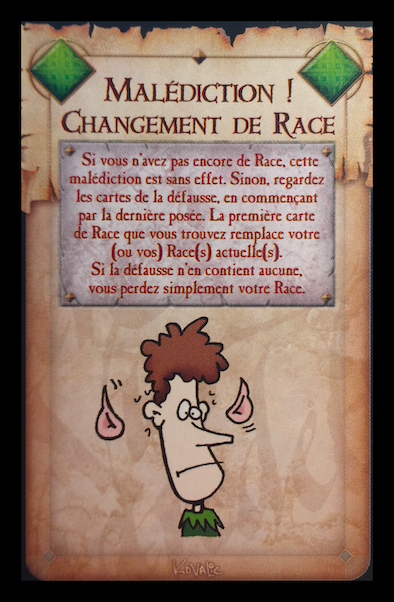 Malédiction !
Changement de Race
Si vous n'avez pas encore de Race, cette
malédiction est sans effet. Sinon, regardez
les cartes de la défausse, en commençant
par la dernière posée. La première carte
de Race que vous trouvez remplace votre
(ou vos) Race(s) actuelle(s).
Si la défausse n'en contient aucune,
vous perdez simplement votre Race.
Kovalic